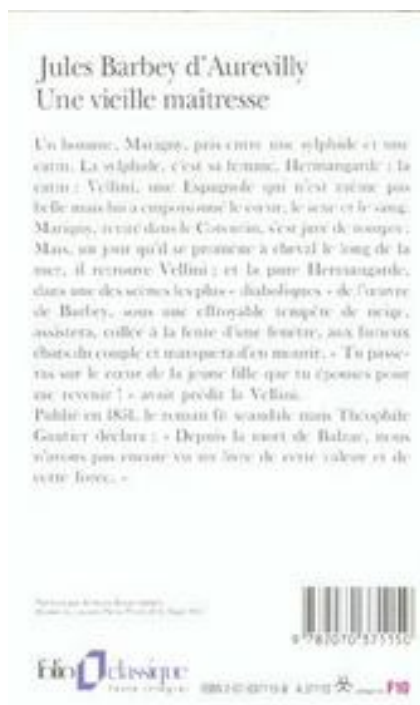 Jules Barbey d'Aurevilly
Une vieille maîtresse
Un homme, Marigny, pris entre une sylphide et une
catin. La sylphide, c'est sa femme, Hermangarde ; la
catin : Vellini, une Espagnole qui n'est même pas
belle mais lui a empoisonné le cœur, le sexe et le sang.
Marigny, retiré dans le Cotentin, s'est juré de rompre ;
Mais, un jour qu'il se promène à cheval le long de la
mer, il retrouve Vellini ; et la pure Hermangarde,
dans une des scènes les plus « diaboliques » de l'œuvre
de Barbey, sous une effroyable tempête de neige,
assistera, collée à la fente d'une fenêtre, aux furieux
ébats du couple et manquera d'en mourir. « Tu passe-
ras sur le cœur de la jeune fille que tu épouses pour
me revenir ! » avait prédit la Vellini.
Publié en 1851, le roman fit scandale mais Théophile
Gautier déclara : « Depuis la mort de Balzac, nous
n'avons pas encore vu un livre de cette valeur et de
cette force. »
folio classique
texte intégral
F10